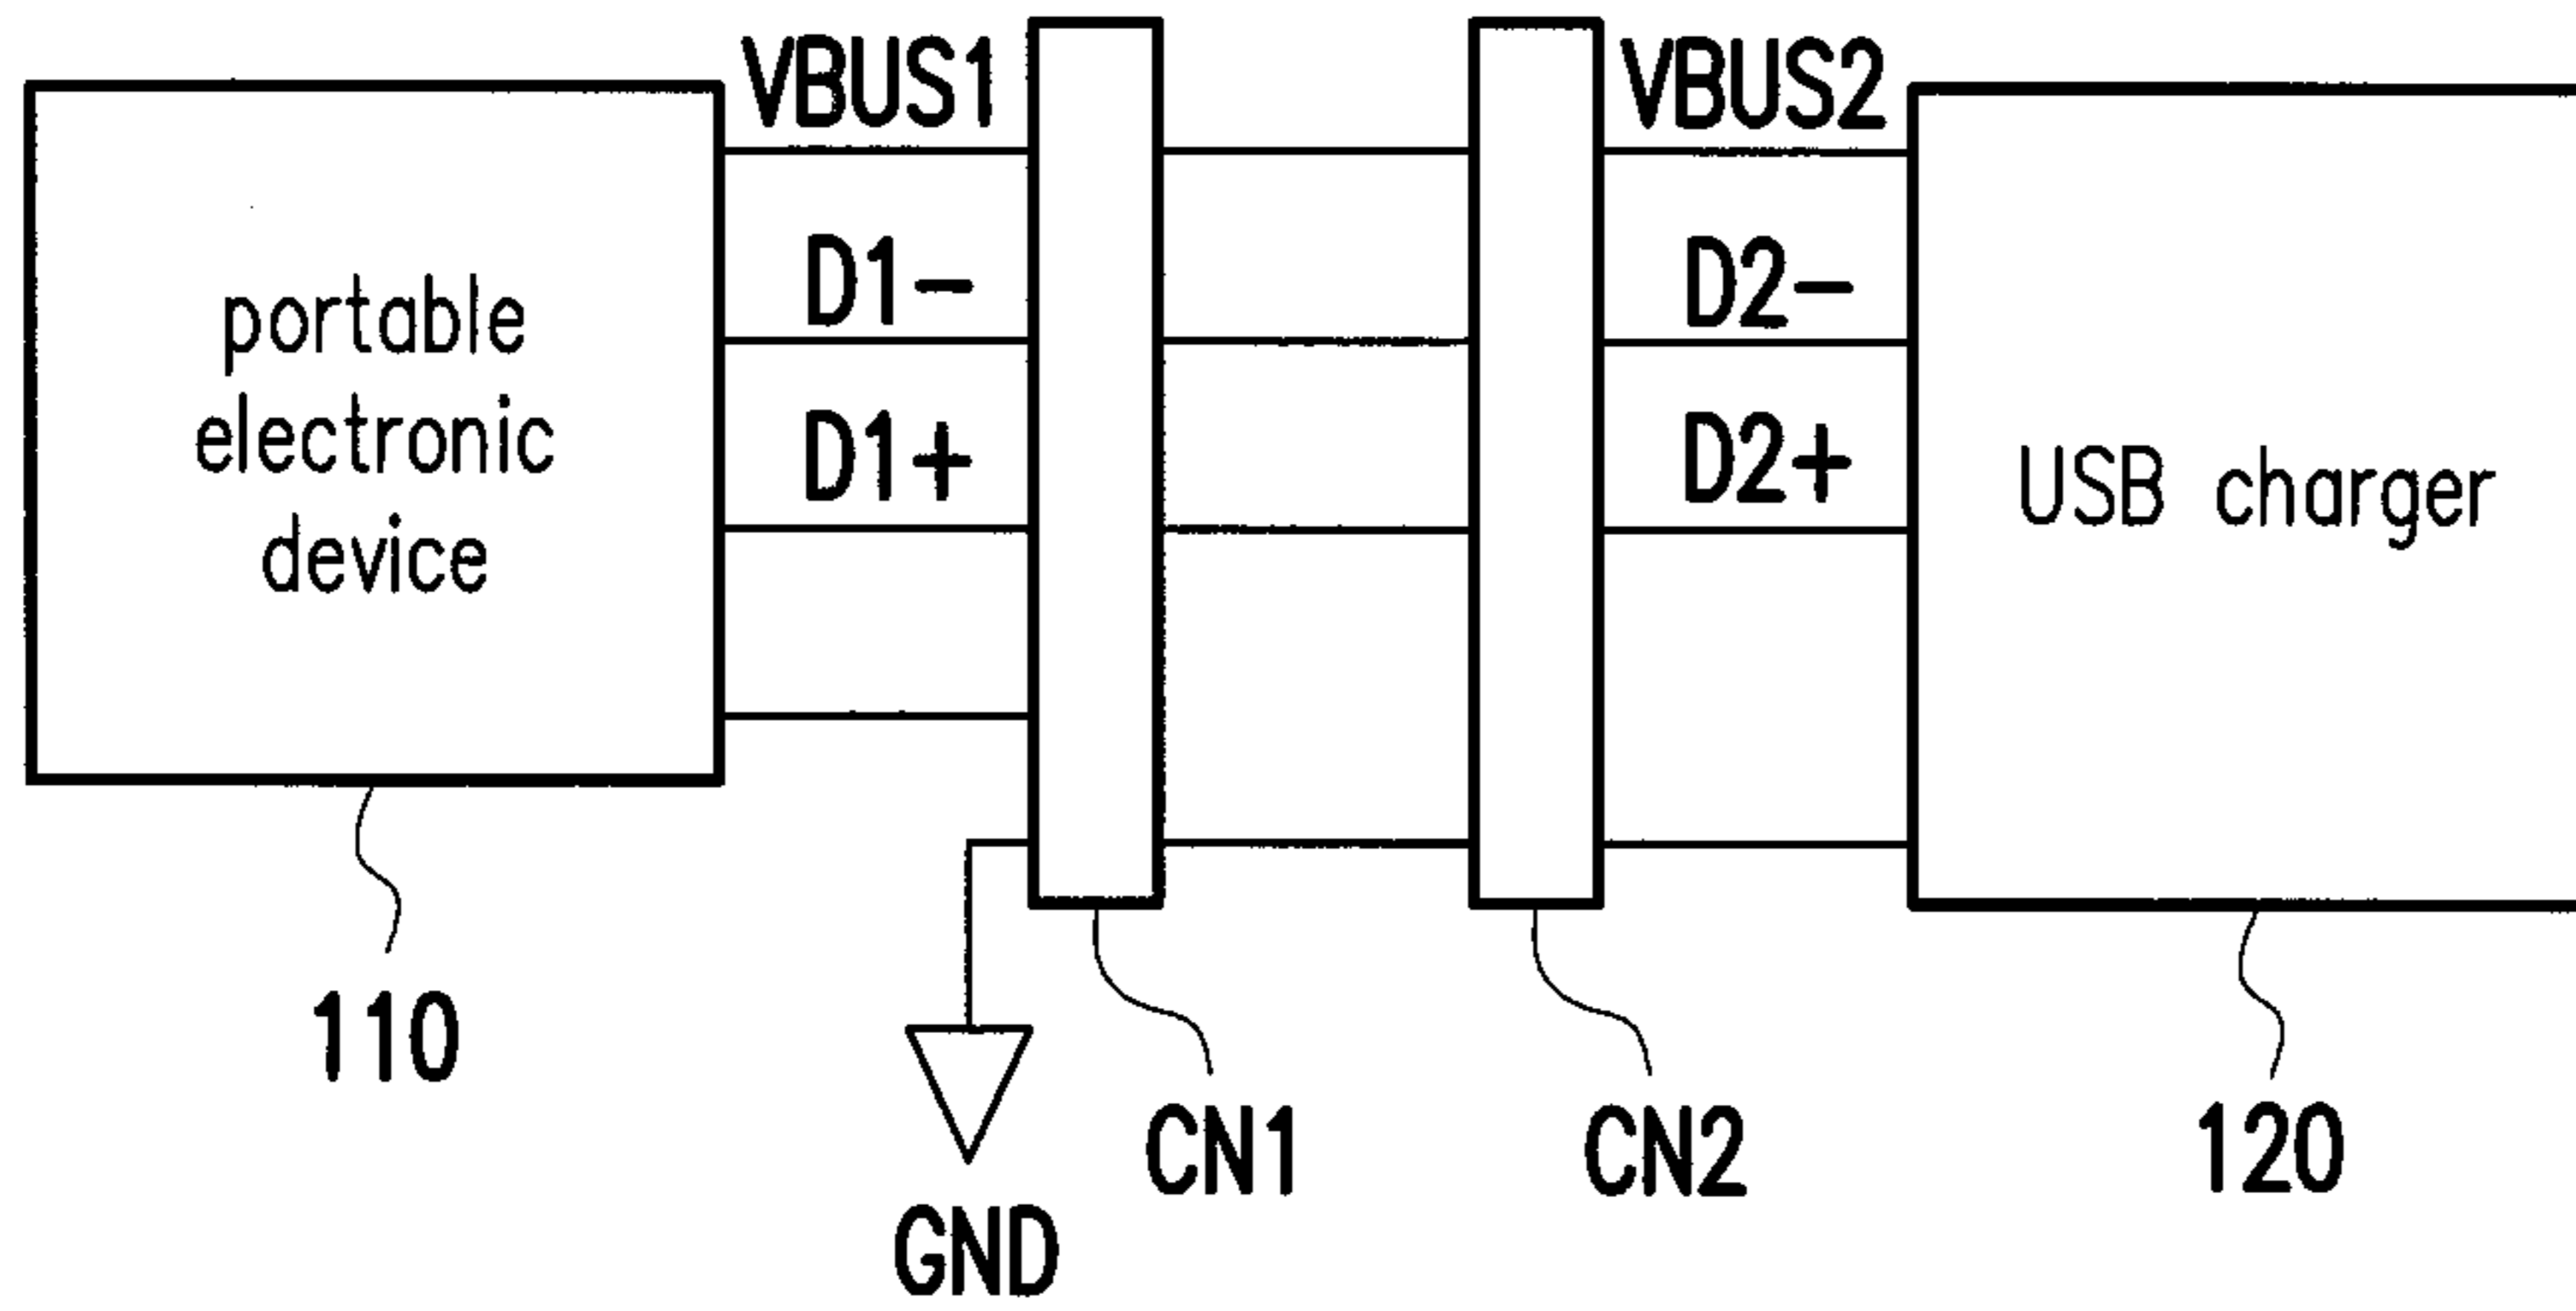 VBUS1
VBUS2
D1-
D2-
portable
electronic
device
D1+
D2+
USB charger
110
CN1
CN2
120
GND